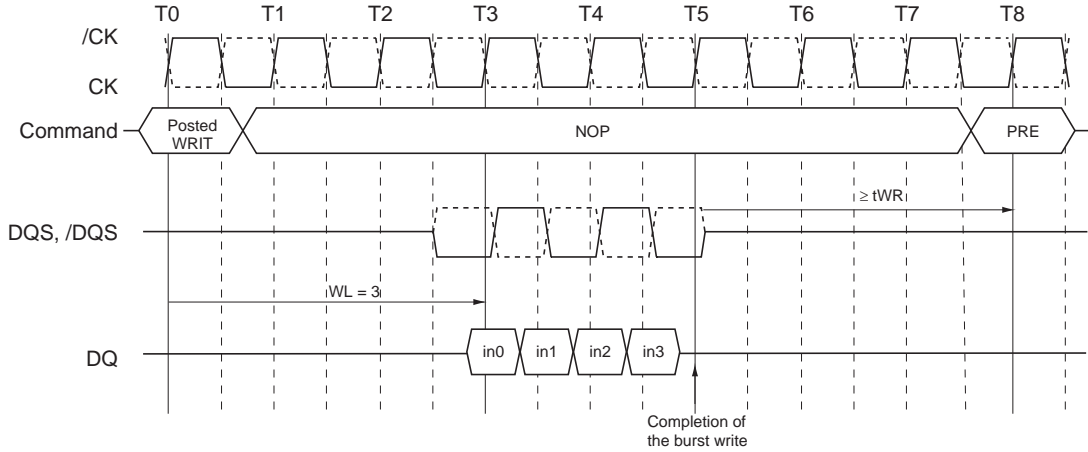 T0 T1 T2 T3 T4 T5 T6 T7 T8
/CK
CK
Command
Posted
WRIT
NOP
PRE
≥ tWR
DQS, /DQS
WL = 3
DQ
in0 in1 in2 in3
Completion of
the burst write